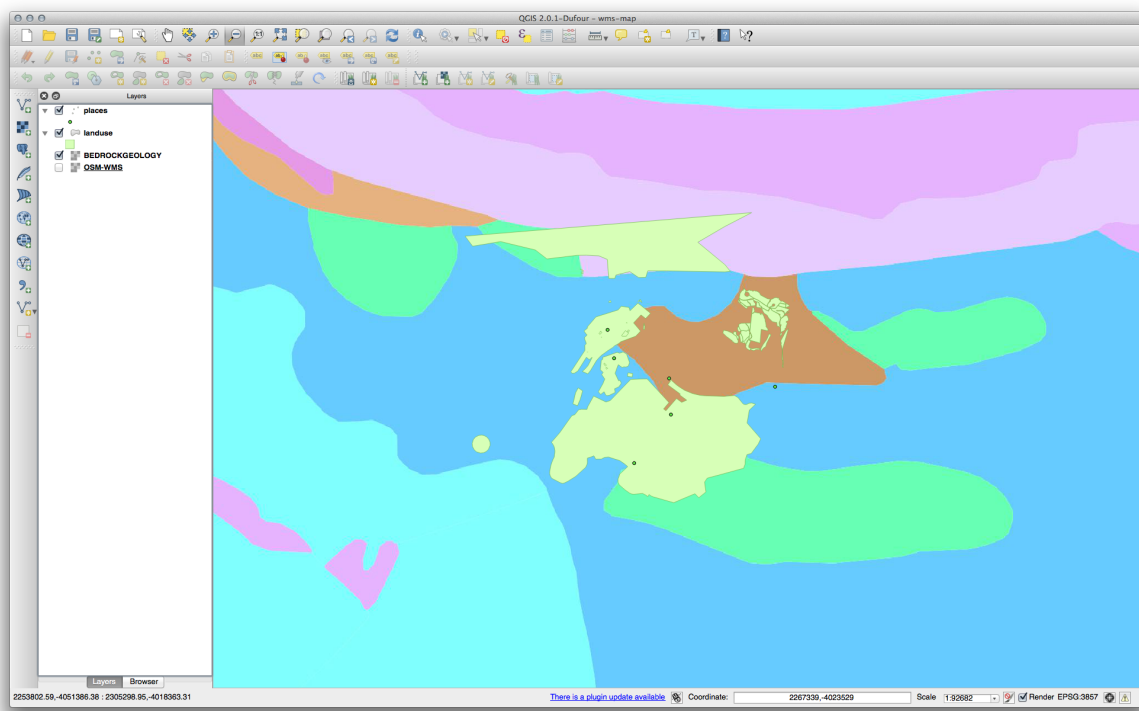 QGIS 2.0.1-Dufour - wms-map
Layers
places
landuse
BEDROCKGEOLOGY
OSM-WMS
Layers Browser
2253802.59,-4051386.38 : 2305298.95,-4018363.31 There is a plugin update available Coordinate: 2267339,-4023529 Scale 1:92682 Render EPSG:3857